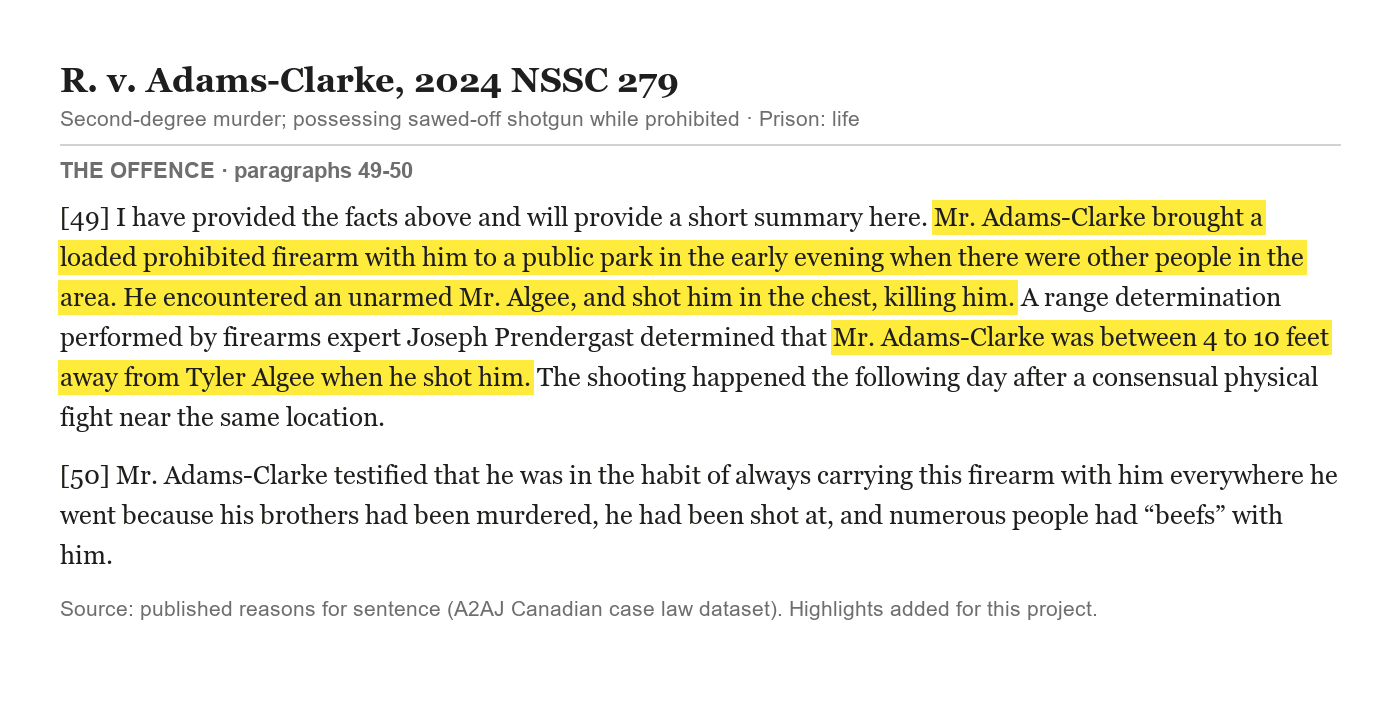 R. v. Adams-Clarke, 2024 NSSC 279
Second-degree murder; possessing sawed-off shotgun while prohibited · Prison: life
THE OFFENCE · paragraphs 49-50
[49] I have provided the facts above and will provide a short summary here. Mr. Adams-Clarke brought a
loaded prohibited firearm with him to a public park in the early evening when there were other people in the
area. He encountered an unarmed Mr. Algee, and shot him in the chest, killing him. A range determination
performed by firearms expert Joseph Prendergast determined that Mr. Adams-Clarke was between 4 to 10 feet
away from Tyler Algee when he shot him. The shooting happened the following day after a consensual physical
fight near the same location.
[50] Mr. Adams-Clarke testified that he was in the habit of always carrying this firearm with him everywhere he
went because his brothers had been murdered, he had been shot at, and numerous people had “beefs” with
him.
Source: published reasons for sentence (A2AJ Canadian case law dataset). Highlights added for this project.